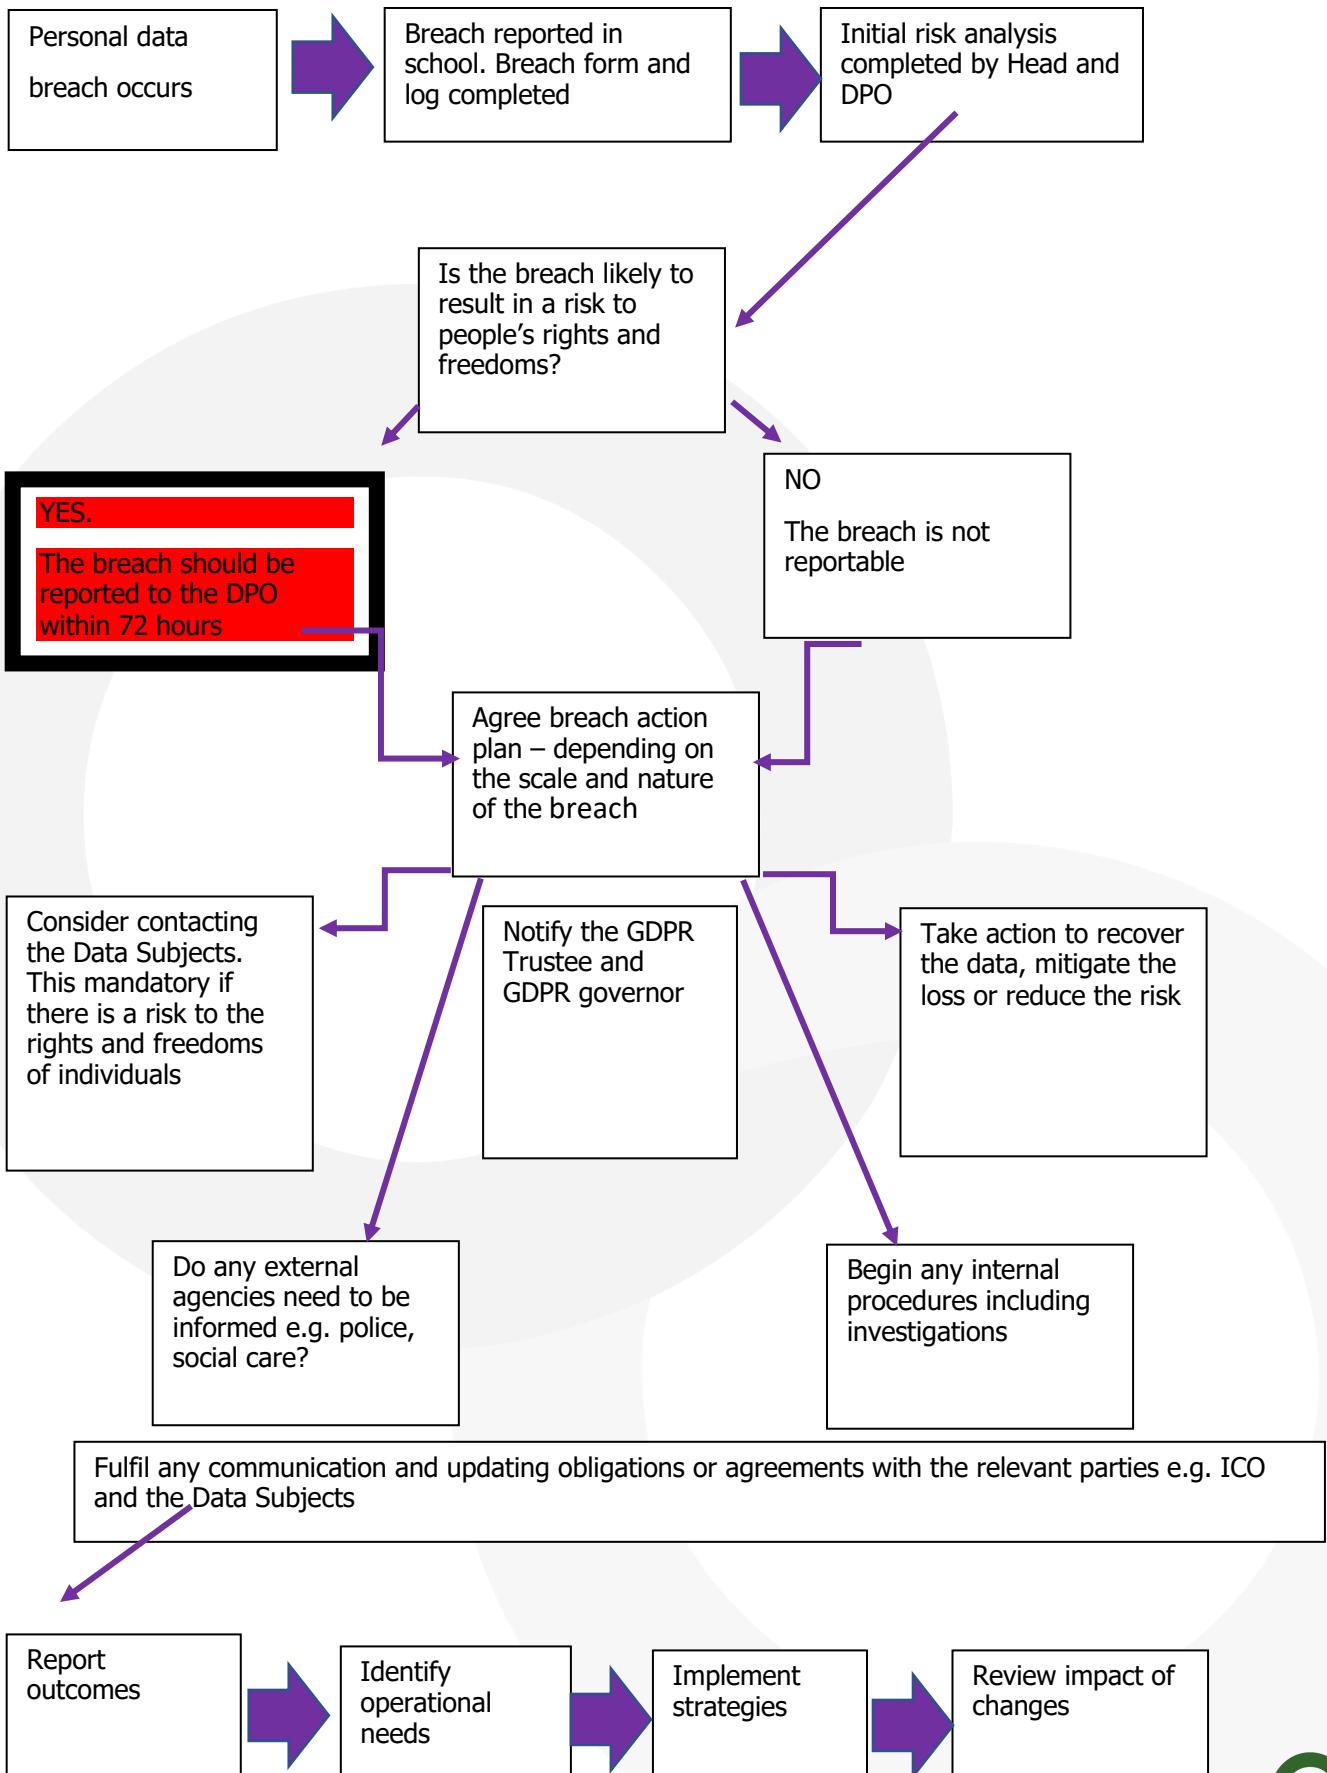 Personal data
breach occurs
Breach reported in
school. Breach form and
log completed
Initial risk analysis
completed by Head and
DPO
Is the breach likely to
result in a risk to
people’s rights and
freedoms?
YES.
The breach should be
reported to the DPO
within 72 hours
NO
The breach is not
reportable
Agree breach action
plan – depending on
the scale and nature
of the breach
Consider contacting
the Data Subjects.
This mandatory if
there is a risk to the
rights and freedoms
of individuals
Notify the GDPR
Trustee and
GDPR governor
Take action to recover
the data, mitigate the
loss or reduce the risk
Do any external
agencies need to be
informed e.g. police,
social care?
Begin any internal
procedures including
investigations
Fulfil any communication and updating obligations or agreements with the relevant parties e.g. ICO
and the Data Subjects
Report
outcomes
Identify
operational
needs
Implement
strategies
Review impact of
changes